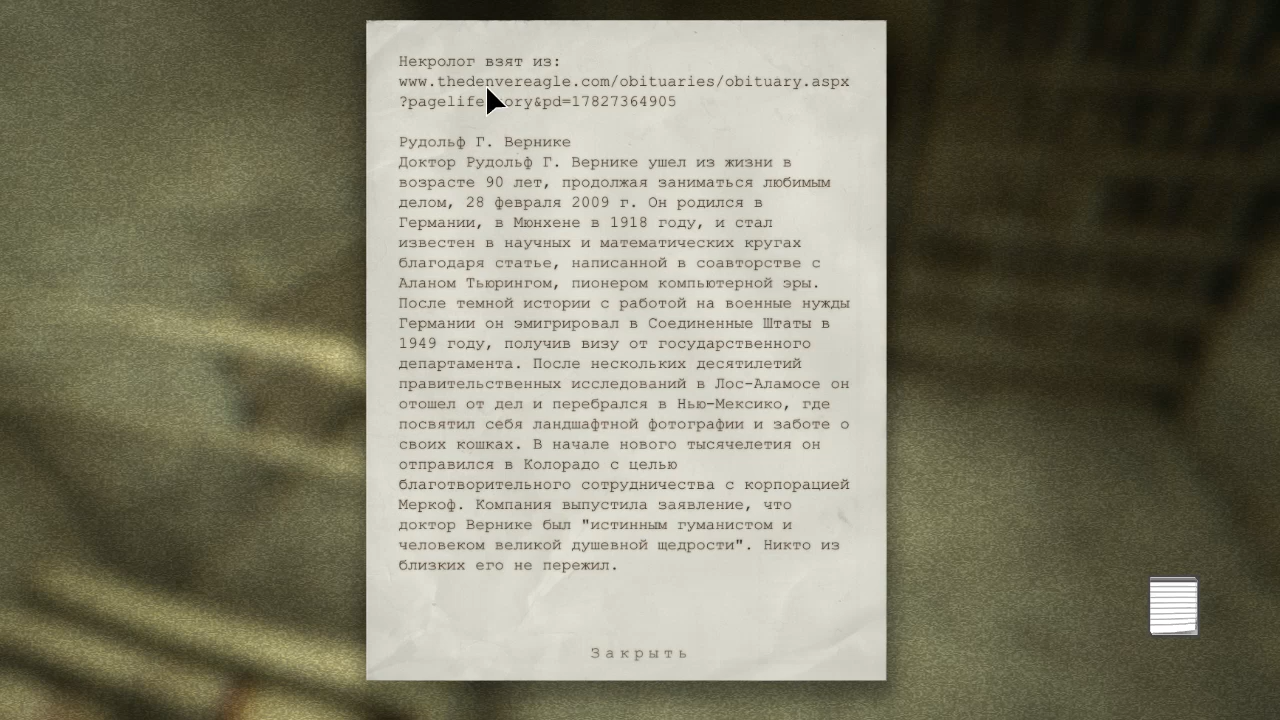 Некролог взят из:
www.thedenvereagle.com/obituaries/obituary.aspx
ory&pd=17827364905
Рудольф Г. Вернике
Доктор Рудольф Г. Вернике ушел из жизни в
возрасте 90 лет, продолжая заниматься любимым
делом, 28 февраля 2009 г. Он родился в
Германии, в Мюнхене в 1918 году, и стал
известен в научных и математических кругах
благодаря статье, написанной в соавторстве с
Аланом Тьюрингом, пионером компьютерной эры.
После темной истории с работой на военные нужды
Германии он эмигрировал в Соединенные Штаты в
1949 году, получив визу от государственного
департамента. После нескольких десятилетий
правительственных исследований в Лос-Аламосе он
отошел от дел и перебрался в Нью-Мексико, где
посвятил себя ландшафтной фотографии и заботе о
своих кошках. В начале нового тысячелетия он
отправился в Колорадо с целью
благотворительного сотрудничества с корпорацией
Меркоф. Компания выпустила заявление, что
доктор Вернике был "истинным гуманистом и
человеком великой душевной щедрости". Никто из
близких его не пережил.
Закрыть